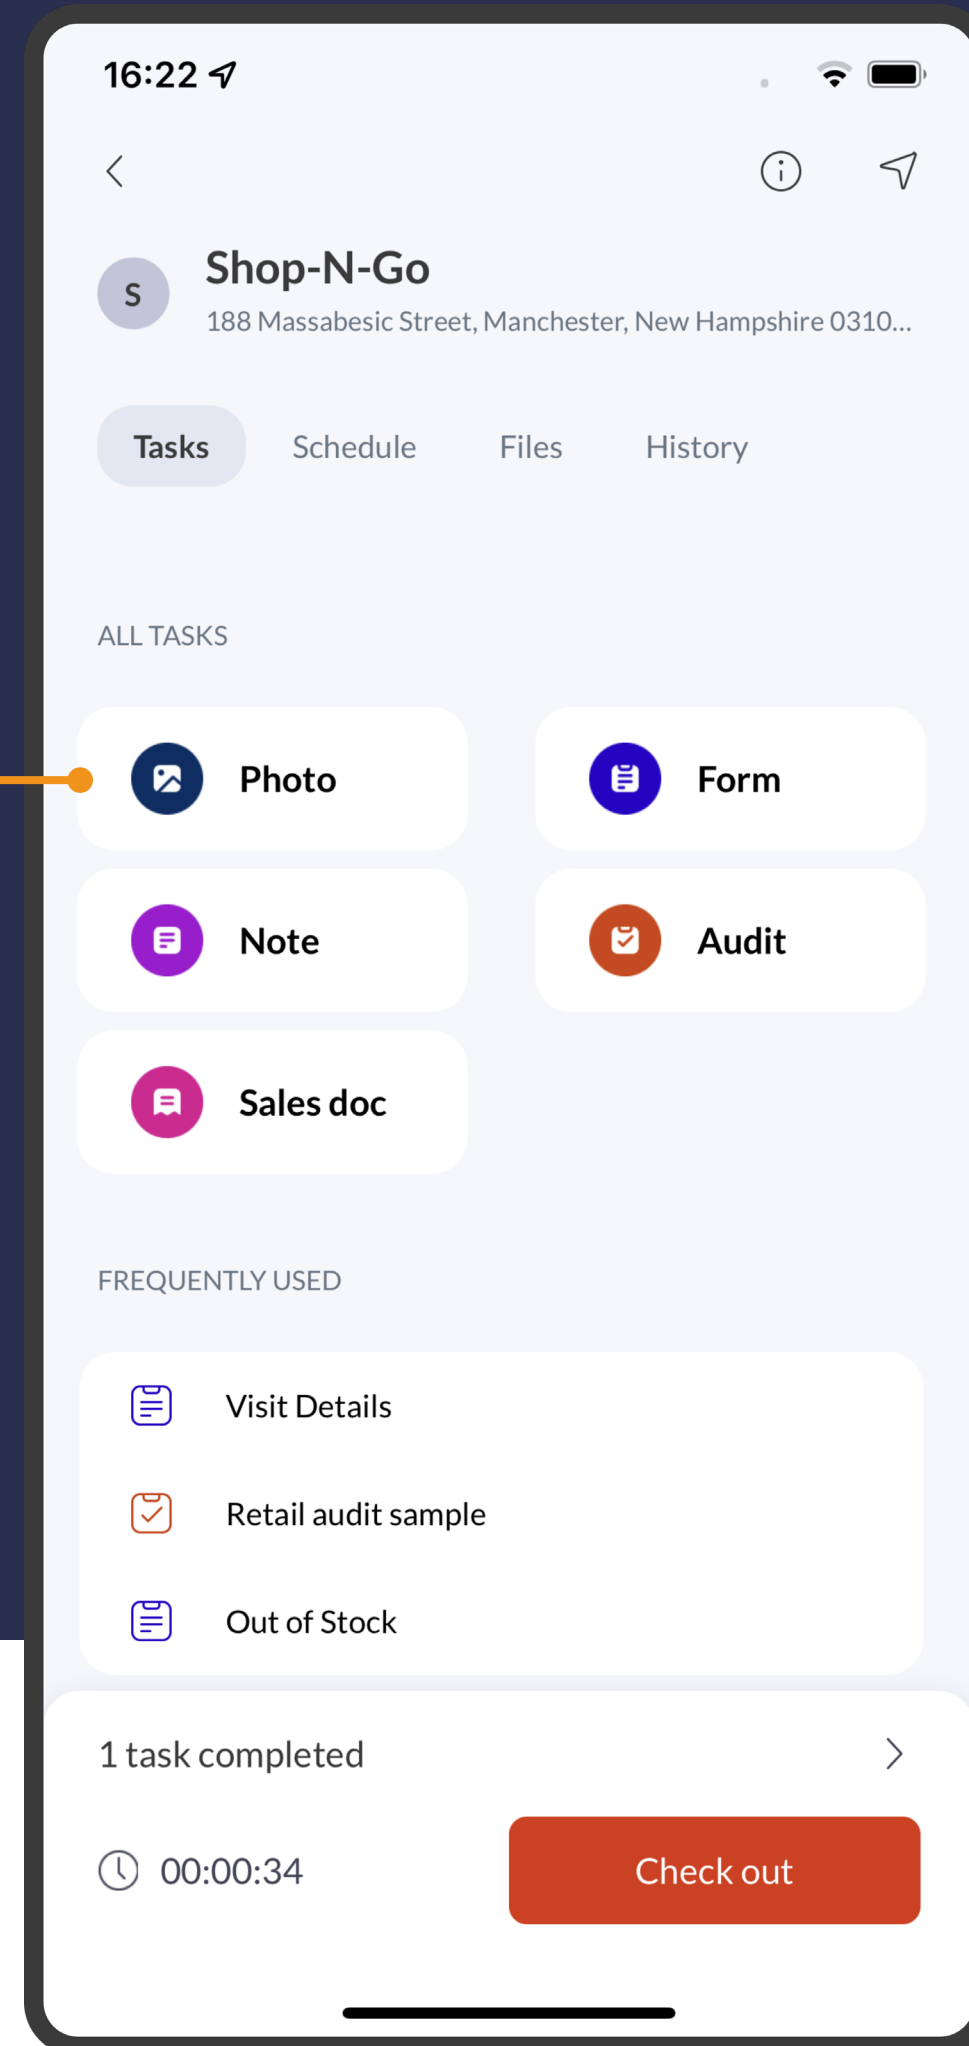 16:22
S
Shop-N-Go
188 Massabesic Street, Manchester, New Hampshire 0310...
Tasks Schedule Files History
ALL TASKS
Photo Form
Note Audit
Sales doc
FREQUENTLY USED
Visit Details
Retail audit sample
Out of Stock
1 task completed
00:00:34 Check out